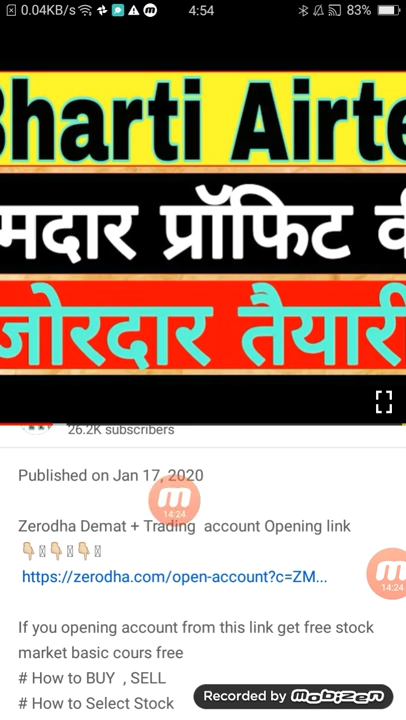 0.04KB/s 4:54 83%
Bharti Airte
मदार प्रॉफिट क
जोरदार तैयारी
26.2K subscribers
Published on Jan 17, 2020
14:24
Zerodha Demat + Trading account Opening link
https://zerodha.com/open-account?c=ZM...
14:24
If you opening account from this link get free stock
market basic cours free
# How to BUY , SELL
# How to Select Stock
Recorded by mobizen